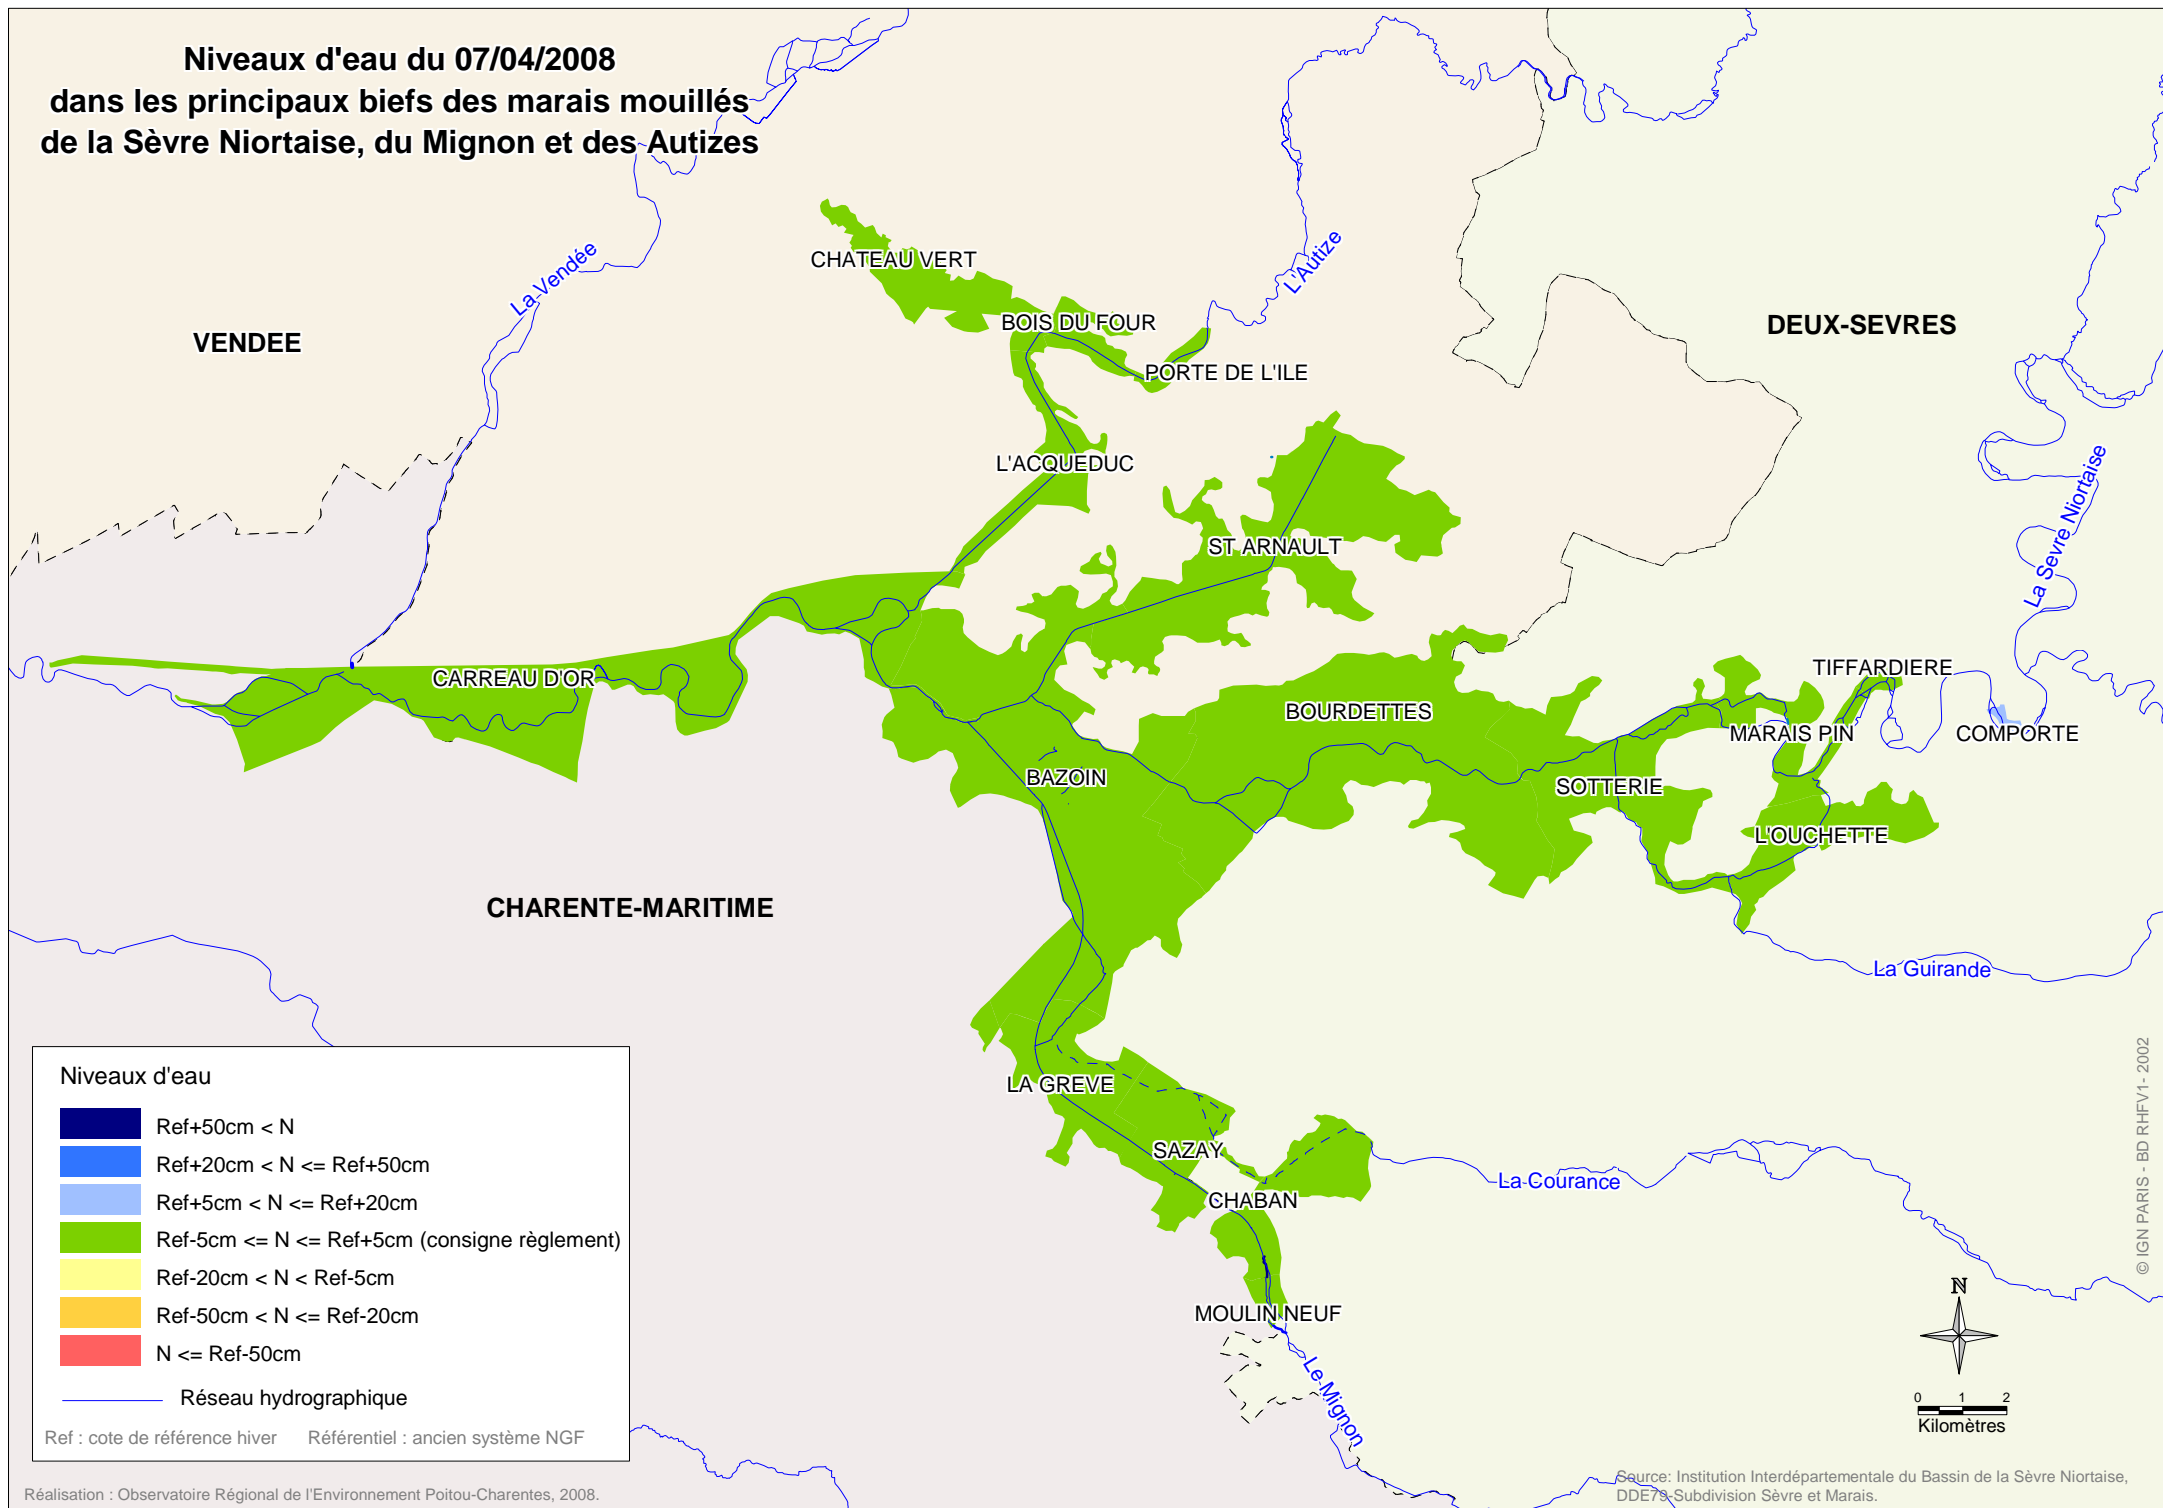 Niveaux d'eau du 07/04/2008
dans les principaux biefs des marais mouillés
de la Sèvre Niortaise, du Mignon et des Autizes
La Vendée
L'Autize
CHATEAU VERT
VENDEE
BOIS DU FOUR
DEUX-SEVRES
PORTE DE L'ILE
L'ACQUEDUC
La Sevre Niortaise
ST ARNAULT
CARREAU D'OR
TIFFARDIERE
BOURDETTES
MARAIS PIN
COMPORTE
BAZOIN
SOTTERIE
L'OUCHETTE
CHARENTE-MARITIME
La Guirande
LA GREVE
SAZAY
La Courance
CHABAN
MOULIN NEUF
Le Mignon
Niveaux d'eau
Ref+50cm < N
Ref+20cm < N <= Ref+50cm
Ref+5cm < N <= Ref+20cm
Ref-5cm <= N <= Ref+5cm (consigne règlement)
Ref-20cm < N < Ref-5cm
Ref-50cm < N <= Ref-20cm
N <= Ref-50cm
Réseau hydrographique
Ref : cote de référence hiver Référentiel : ancien système NGF
© IGN PARIS - BD RHFV1- 2002
N
0 1 2
Kilomètres
Réalisation : Observatoire Régional de l'Environnement Poitou-Charentes, 2008.
Source: Institution Interdépartementale du Bassin de la Sèvre Niortaise,
DDE79-Subdivision Sèvre et Marais.